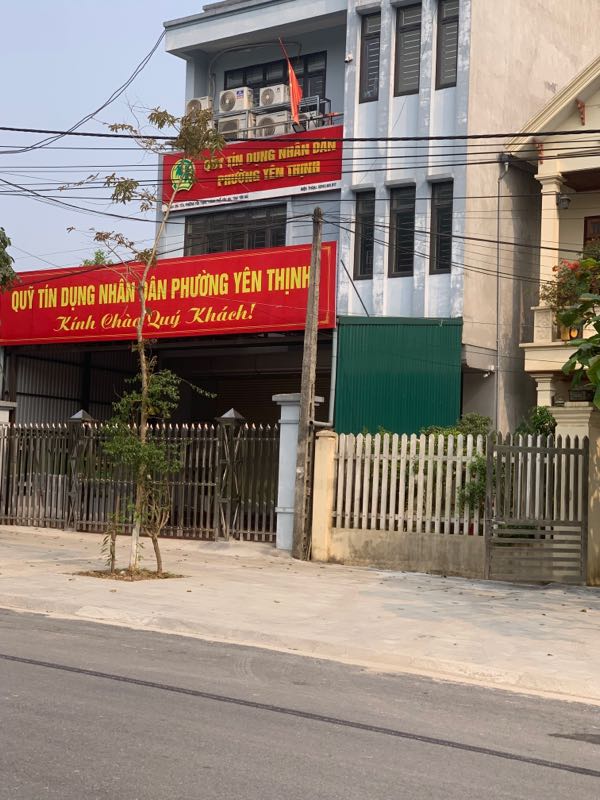 QUỸ TÍN DỤNG NHÂN DÂN
PHƯỜNG YÊN THỊNH
QUỸ TÍN DỤNG NHÂN DÂN PHƯỜNG YÊN THỊNH
Kính Chào Quý Khách!